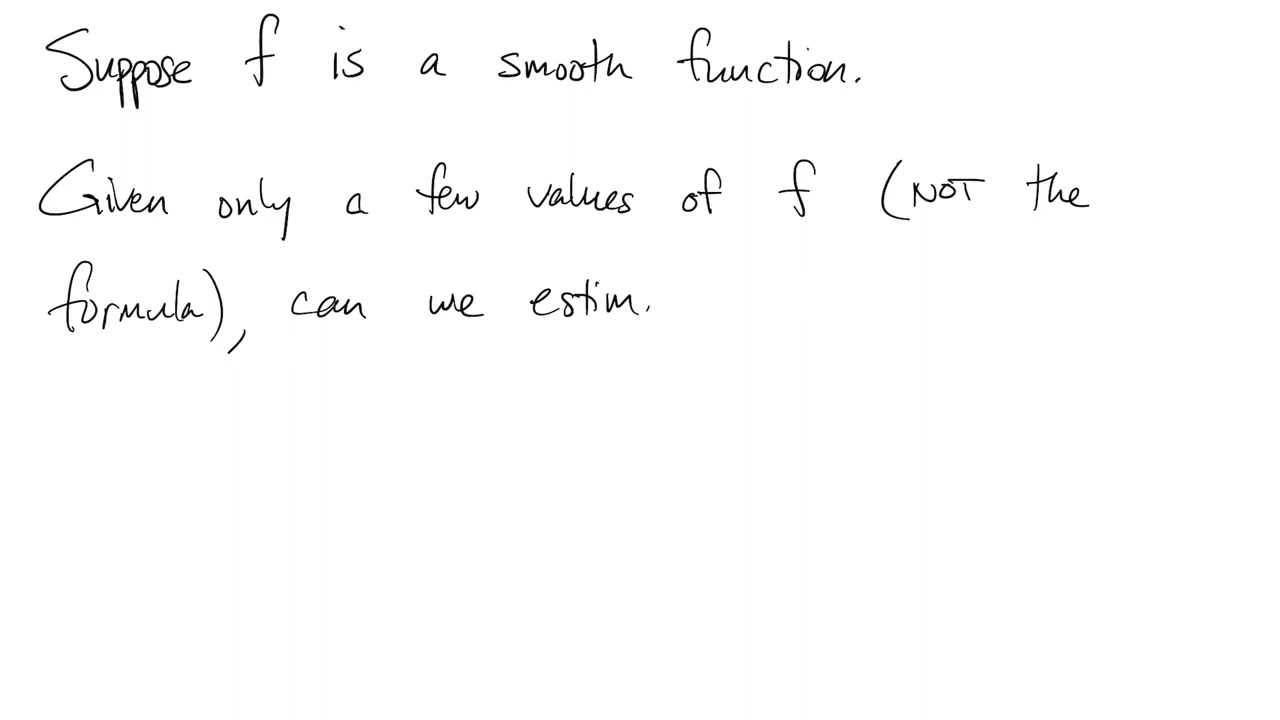 Suppose f is a smooth function.
Given only a few values of f (NOT the
formula), can we estim.